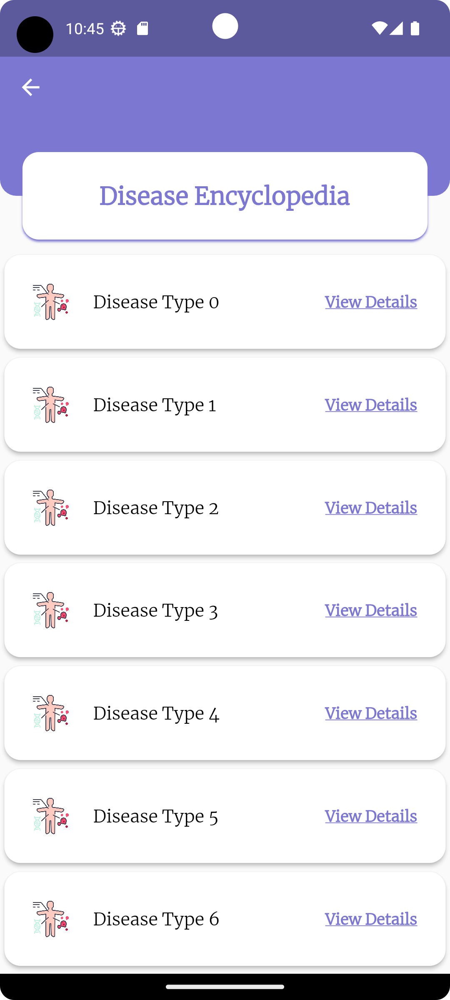 10:45
Disease Encyclopedia
Disease Type 0 View Details
Disease Type 1 View Details
Disease Type 2 View Details
Disease Type 3 View Details
Disease Type 4 View Details
Disease Type 5 View Details
Disease Type 6 View Details